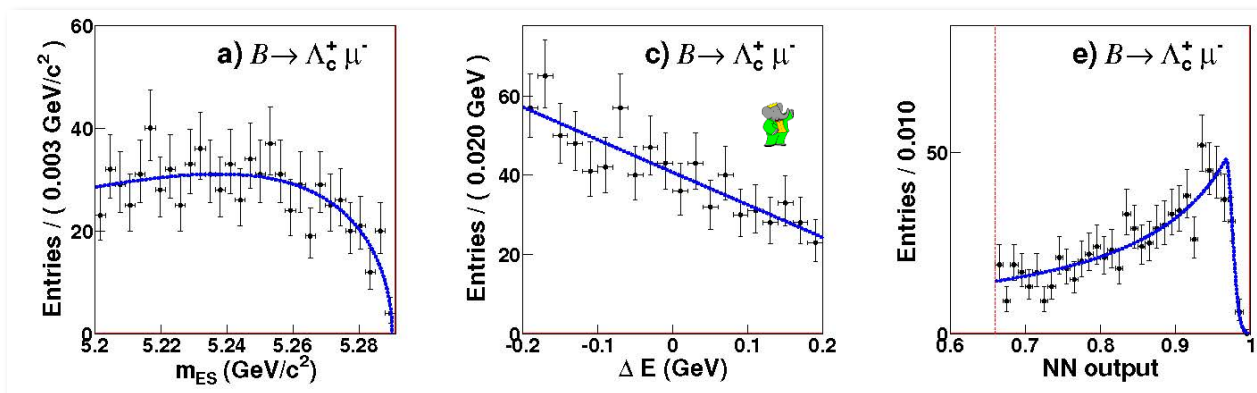 a) B→ Λc+ μ-
Entries / ( 0.003 GeV/c2)
60
40
20
0
5.2 5.22 5.24 5.26 5.28
mES (GeV/c2)
c) B→ Λc+ μ-
Entries / ( 0.020 GeV)
60
40
20
0
-0.2 -0.1 0 0.1 0.2
Δ E (GeV)
e) B→ Λc+ μ-
Entries / 0.010
50
0
0.6 0.7 0.8 0.9 1
NN output